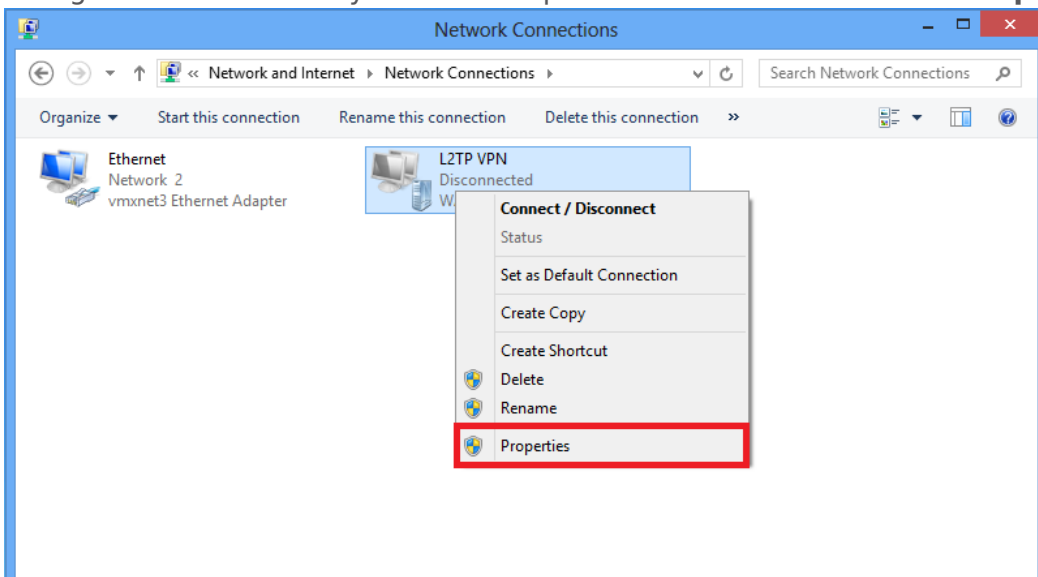 Network Connections
« Network and Internet ▸ Network Connections ▸
Search Network Connections
Organize ▾ Start this connection Rename this connection Delete this connection »
Ethernet
Network 2
vmxnet3 Ethernet Adapter
L2TP VPN
Disconnected
Connect / Disconnect
Status
Set as Default Connection
Create Copy
Create Shortcut
Delete
Rename
Properties